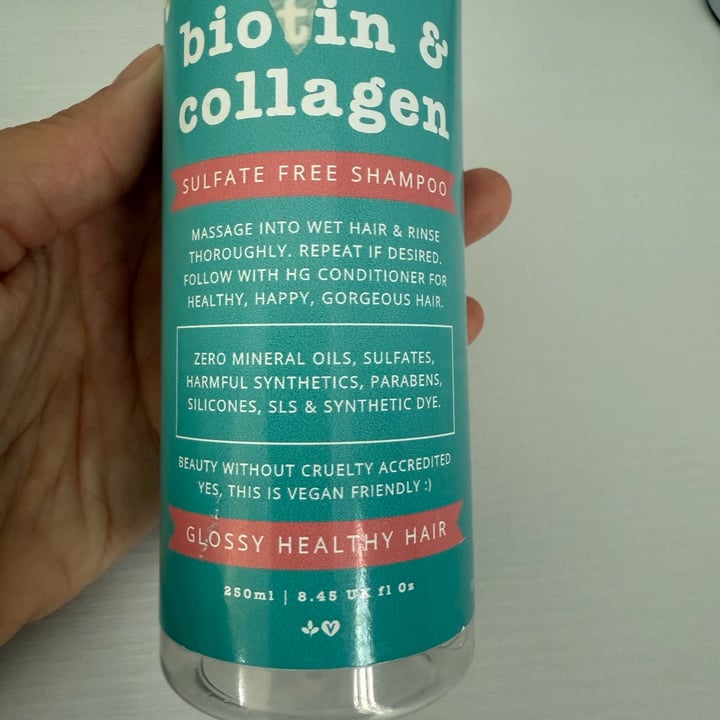 biotin &
collagen
SULFATE FREE SHAMPOO
MASSAGE INTO WET HAIR & RINSE
THOROUGHLY. REPEAT IF DESIRED.
FOLLOW WITH HG CONDITIONER FOR
HEALTHY, HAPPY, GORGEOUS HAIR.
ZERO MINERAL OILS, SULFATES,
HARMFUL SYNTHETICS, PARABENS,
SILICONES, SLS & SYNTHETIC DYE.
BEAUTY WITHOUT CRUELTY ACCREDITED
YES, THIS IS VEGAN FRIENDLY :)
GLOSSY HEALTHY HAIR
250ml | 8.45 UK fl Oz